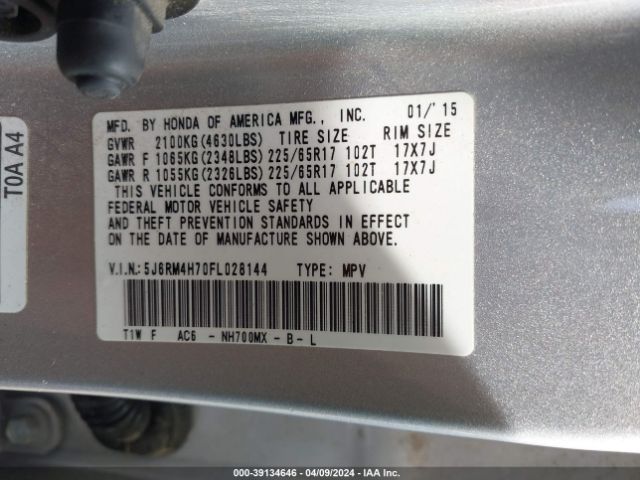 MFD. BY HONDA OF AMERICA MFG., INC. 01/'15
GVWR 2100KG(4630LBS) TIRE SIZE RIM SIZE
GAWR F 1065KG(2348LBS) 225/65R17 102T 17X7J
GAWR R 1055KG(2326LBS) 225/65R17 102T 17X7J
THIS VEHICLE CONFORMS TO ALL APPLICABLE
FEDERAL MOTOR VEHICLE SAFETY
AND THEFT PREVENTION STANDARDS IN EFFECT
ON THE DATE OF MANUFACTURE SHOWN ABOVE.
V.I.N.: 5J6RM4H70FL028144 TYPE: MPV
T1W F AC6 - NH700MX - B - L
T0A A4
000-39134646 - 04/09/2024 - IAA Inc.